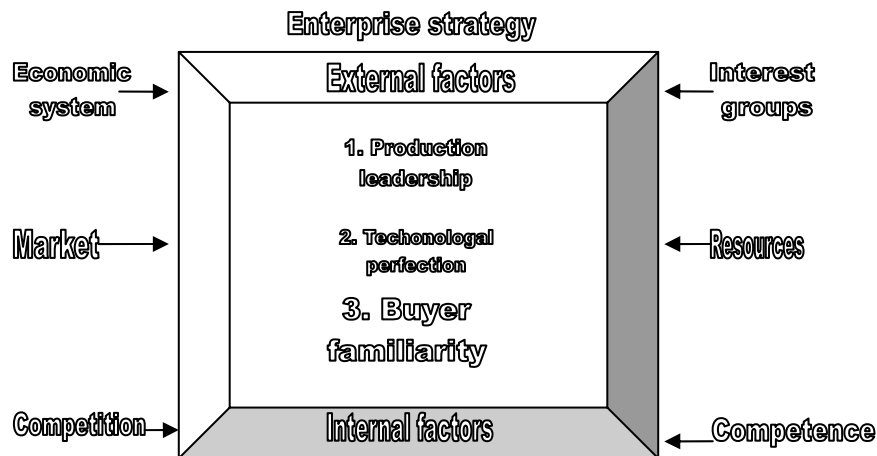 Enterprise strategy
Economic
system
External factors
Interest
groups
1. Production
leadership
Market
2. Techonologal
perfection
Resources
3. Buyer
familiarity
Competition
Internal factors
Competence